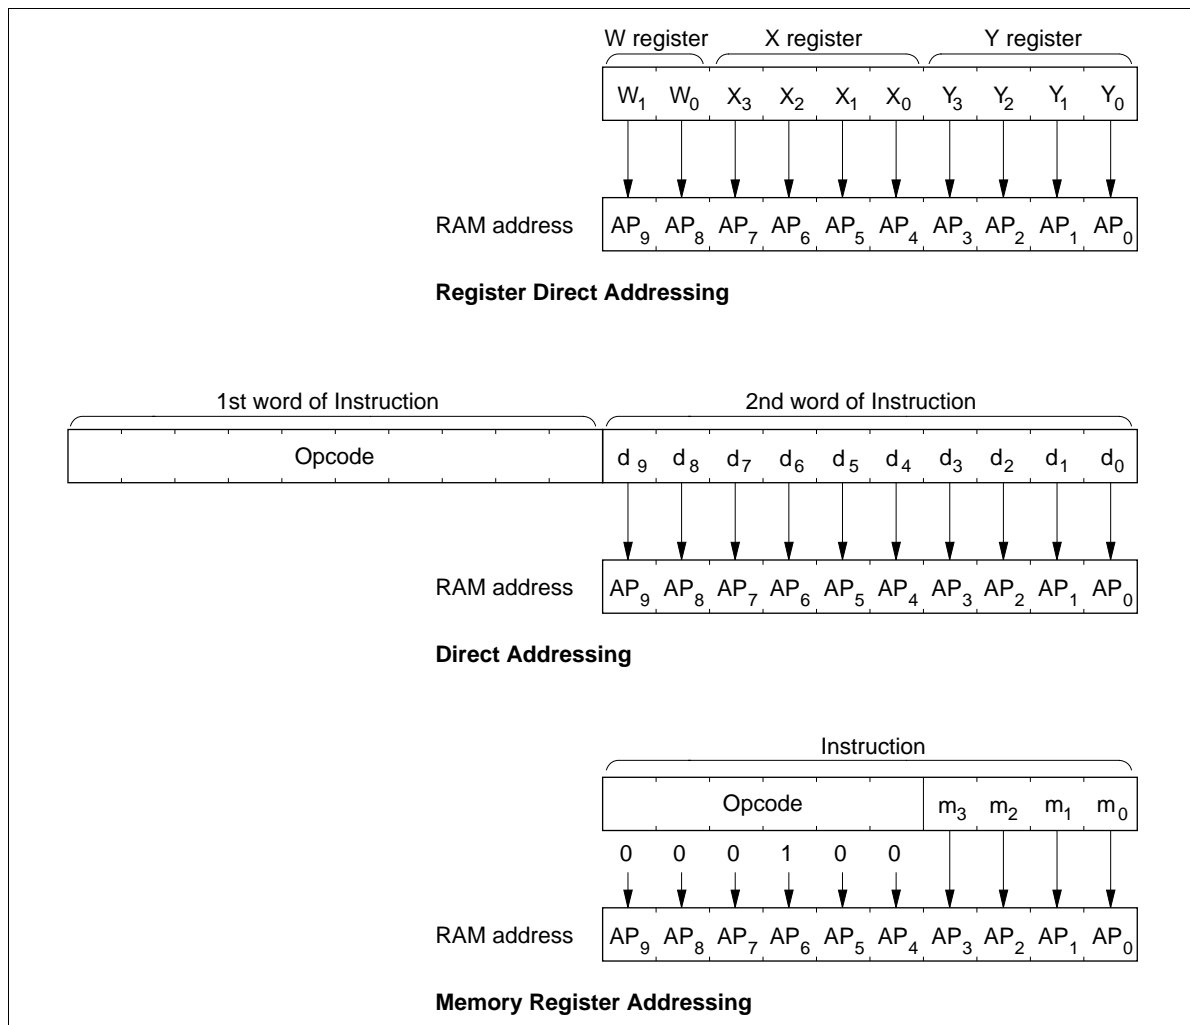 W register X register Y register
W1 W0 X3 X2 X1 X0 Y3 Y2 Y1 Y0
RAM address AP9 AP8 AP7 AP6 AP5 AP4 AP3 AP2 AP1 AP0
Register Direct Addressing
1st word of Instruction 2nd word of Instruction
Opcode d9 d8 d7 d6 d5 d4 d3 d2 d1 d0
RAM address AP9 AP8 AP7 AP6 AP5 AP4 AP3 AP2 AP1 AP0
Direct Addressing
Instruction
Opcode m3 m2 m1 m0
0 0 0 1 0 0
RAM address AP9 AP8 AP7 AP6 AP5 AP4 AP3 AP2 AP1 AP0
Memory Register Addressing